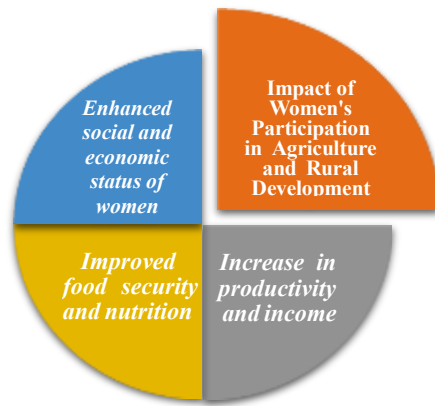 Enhanced
social and
economic
status of
women
Impact of
Women's
Participation
in Agriculture
and Rural
Development
Improved
food security
and nutrition
Increase in
productivity
and income